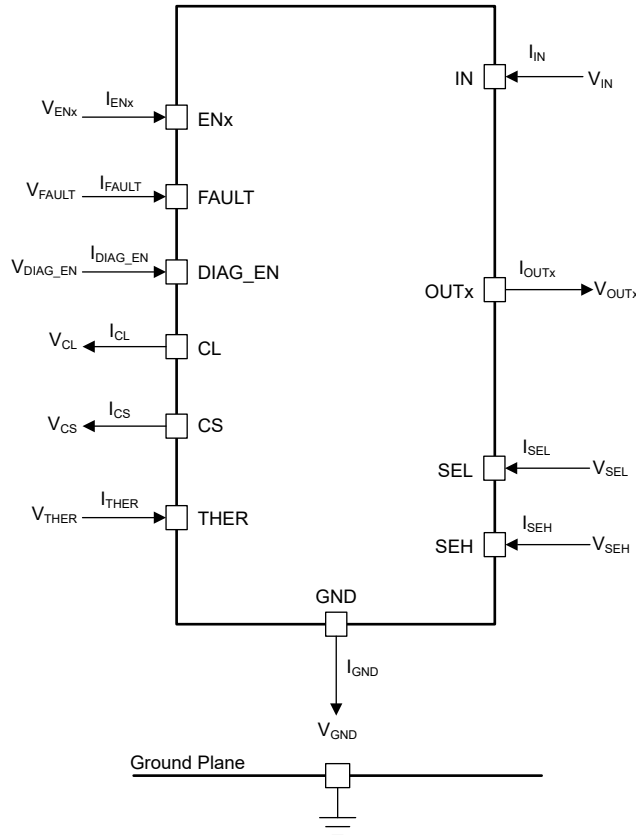 I_IN
IN
V_IN
I_ENx
V_ENx
ENx
I_FAULT
V_FAULT
FAULT
I_DIAG_EN
V_DIAG_EN
DIAG_EN
I_OUTx
OUTx
V_OUTx
I_CL
V_CL
CL
I_CS
V_CS
CS
I_SEL
SEL
V_SEL
I_THER
V_THER
THER
I_SEH
SEH
V_SEH
GND
I_GND
V_GND
Ground Plane